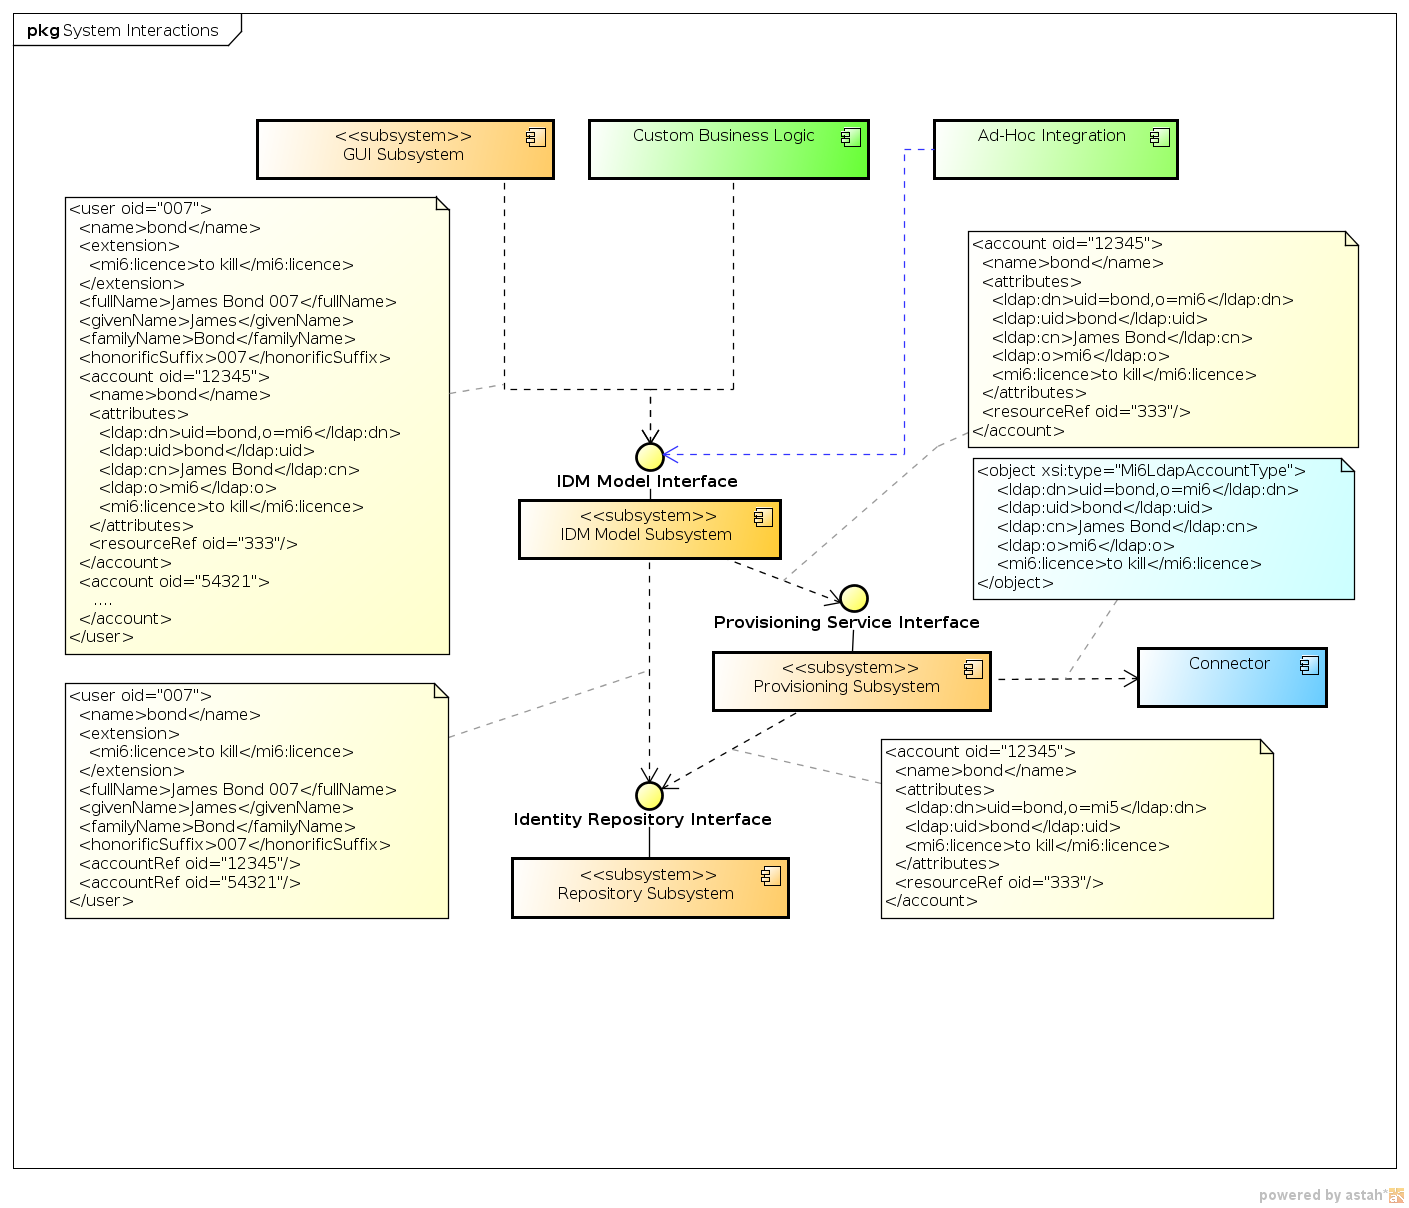 pkg System Interactions
<<subsystem>>
GUI Subsystem
Custom Business Logic
Ad-Hoc Integration
<user oid="007">
<name>bond</name>
<extension>
<mi6:licence>to kill</mi6:licence>
</extension>
<fullName>James Bond 007</fullName>
<givenName>James</givenName>
<familyName>Bond</familyName>
<honorificSuffix>007</honorificSuffix>
<account oid="12345">
<name>bond</name>
<attributes>
<ldap:dn>uid=bond,o=mi6</ldap:dn>
<ldap:uid>bond</ldap:uid>
<ldap:cn>James Bond</ldap:cn>
<ldap:o>mi6</ldap:o>
<mi6:licence>to kill</mi6:licence>
</attributes>
<resourceRef oid="333"/>
</account>
<account oid="54321">
....
</account>
</user>
<account oid="12345">
<name>bond</name>
<attributes>
<ldap:dn>uid=bond,o=mi6</ldap:dn>
<ldap:uid>bond</ldap:uid>
<ldap:cn>James Bond</ldap:cn>
<ldap:o>mi6</ldap:o>
<mi6:licence>to kill</mi6:licence>
</attributes>
<resourceRef oid="333"/>
</account>
<object xsi:type="Mi6LdapAccountType">
<ldap:dn>uid=bond,o=mi6</ldap:dn>
<ldap:uid>bond</ldap:uid>
<ldap:cn>James Bond</ldap:cn>
<ldap:o>mi6</ldap:o>
<mi6:licence>to kill</mi6:licence>
</object>
IDM Model Interface
<<subsystem>>
IDM Model Subsystem
Provisioning Service Interface
<<subsystem>>
Provisioning Subsystem
Connector
<user oid="007">
<name>bond</name>
<extension>
<mi6:licence>to kill</mi6:licence>
</extension>
<fullName>James Bond 007</fullName>
<givenName>James</givenName>
<familyName>Bond</familyName>
<honorificSuffix>007</honorificSuffix>
<accountRef oid="12345"/>
<accountRef oid="54321"/>
</user>
Identity Repository Interface
<<subsystem>>
Repository Subsystem
<account oid="12345">
<name>bond</name>
<attributes>
<ldap:dn>uid=bond,o=mi5</ldap:dn>
<ldap:uid>bond</ldap:uid>
<mi6:licence>to kill</mi6:licence>
</attributes>
<resourceRef oid="333"/>
</account>
powered by astah*